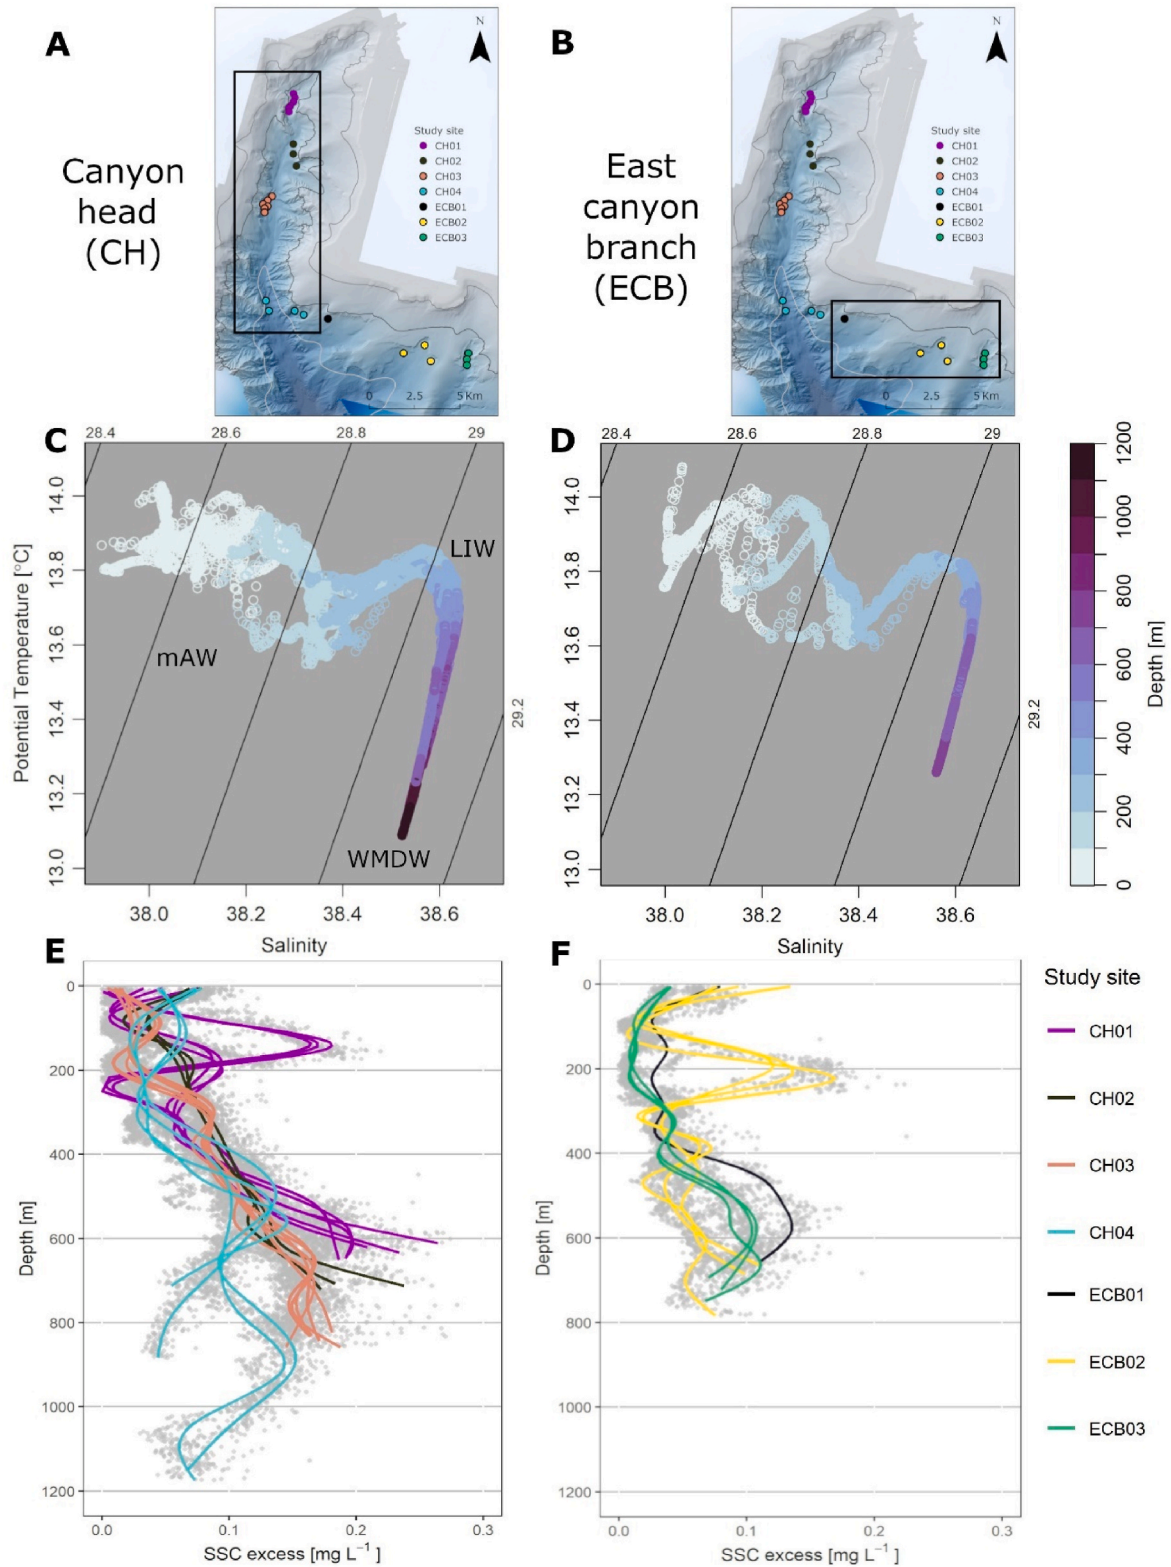 A
N
Canyon
head
(CH)
Study site
CH01
CH02
CH03
CH04
ECB01
ECB02
ECB03
0 2.5 5 Km
B
N
East
canyon
branch
(ECB)
Study site
CH01
CH02
CH03
CH04
ECB01
ECB02
ECB03
0 2.5 5 Km
C
28.4 28.6 28.8 29
29.2
Potential Temperature [°C]
14.0
13.8
13.6
13.4
13.2
13.0
LIW
mAW
WMDW
38.0 38.2 38.4 38.6
Salinity
D
28.4 28.6 28.8 29
29.2
14.0
13.8
13.6
13.4
13.2
13.0
38.0 38.2 38.4 38.6
Salinity
1200
1000
800
600
400
200
0
Depth [m]
E
0
200
400
600
800
1000
1200
Depth [m]
0.0 0.1 0.2 0.3
SSC excess [mg L⁻¹ ]
F
0
200
400
600
800
1000
1200
Depth [m]
0.0 0.1 0.2 0.3
SSC excess [mg L⁻¹ ]
Study site
CH01
CH02
CH03
CH04
ECB01
ECB02
ECB03